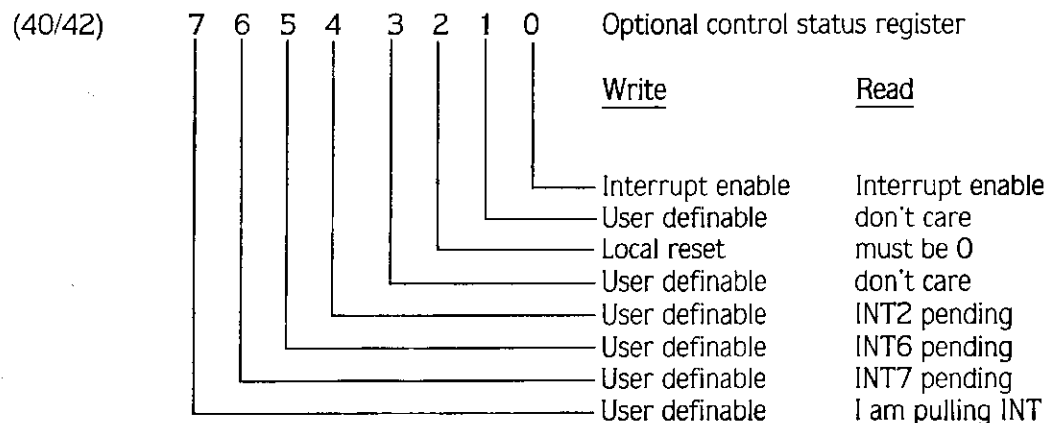 (40/42) 7 6 5 4 3 2 1 0 Optional control status register
Write Read
Interrupt enable Interrupt enable
User definable don't care
Local reset must be 0
User definable don't care
User definable INT2 pending
User definable INT6 pending
User definable INT7 pending
User definable I am pulling INT